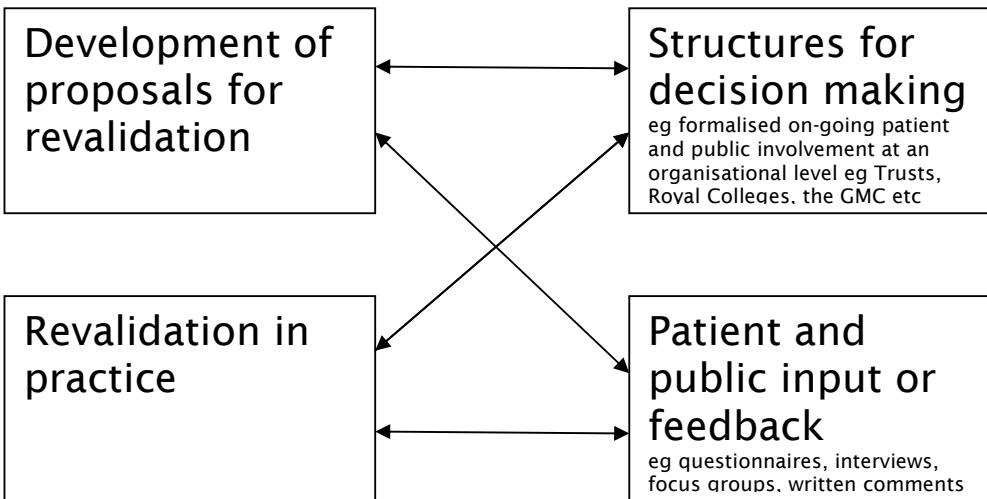 Development of
proposals for
revalidation
Structures for
decision making
eg formalised on-going patient
and public involvement at an
organisational level eg Trusts,
Royal Colleges, the GMC etc
Revalidation in
practice
Patient and
public input or
feedback
eg questionnaires, interviews,
focus groups, written comments